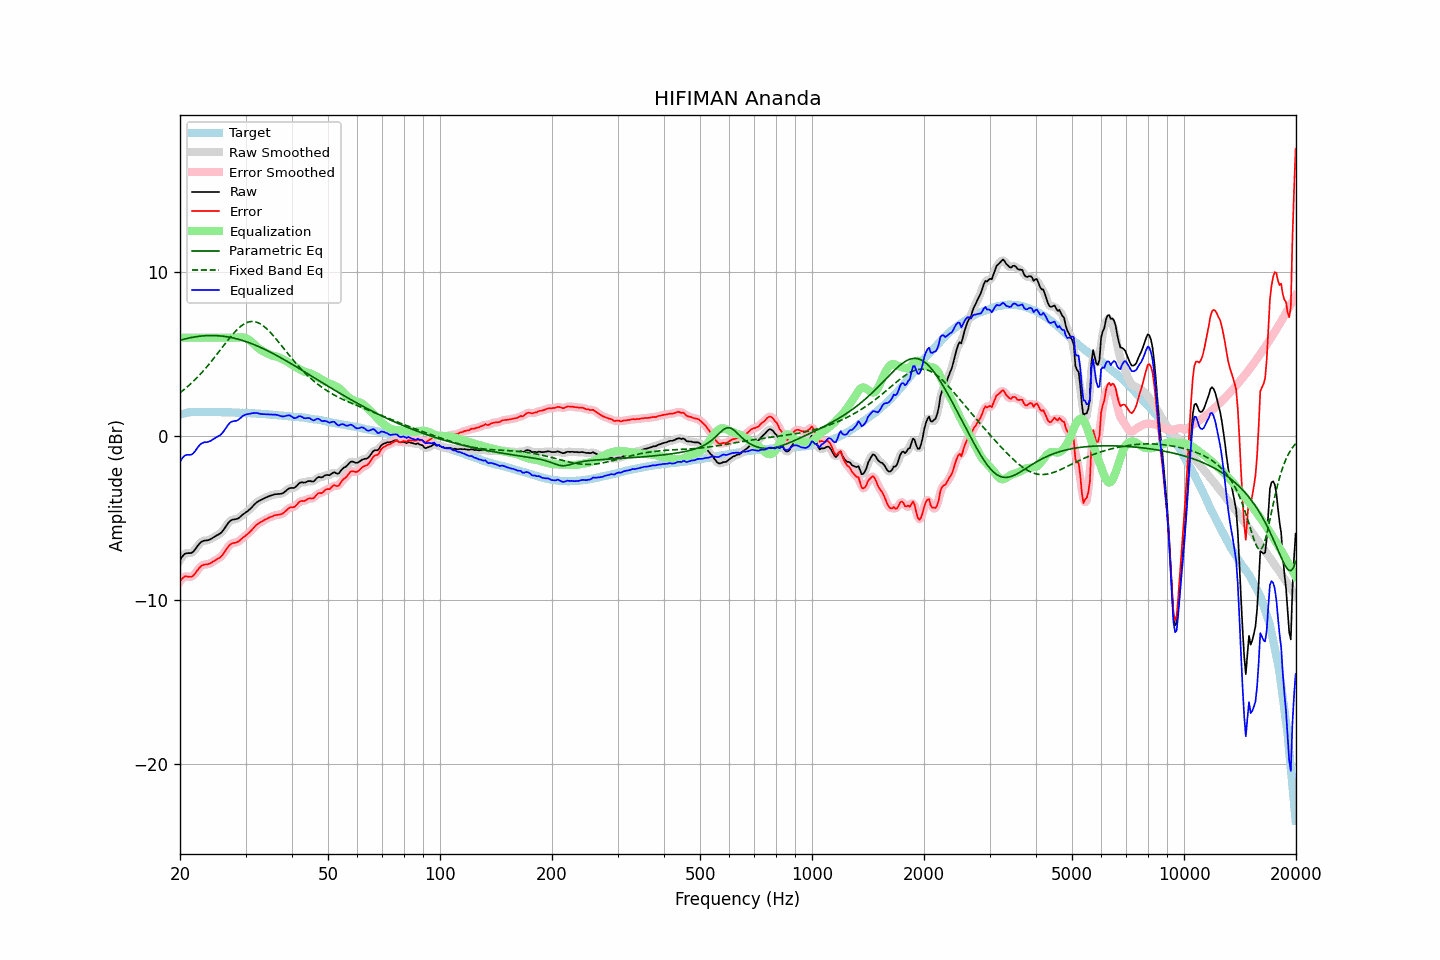 HIFIMAN Ananda
Target
Raw Smoothed
Error Smoothed
Raw
Error
Equalization
Parametric Eq
Fixed Band Eq
Equalized
Amplitude (dBr)
10
0
−10
−20
20
50
100
200
500
1000
2000
5000
10000
20000
Frequency (Hz)